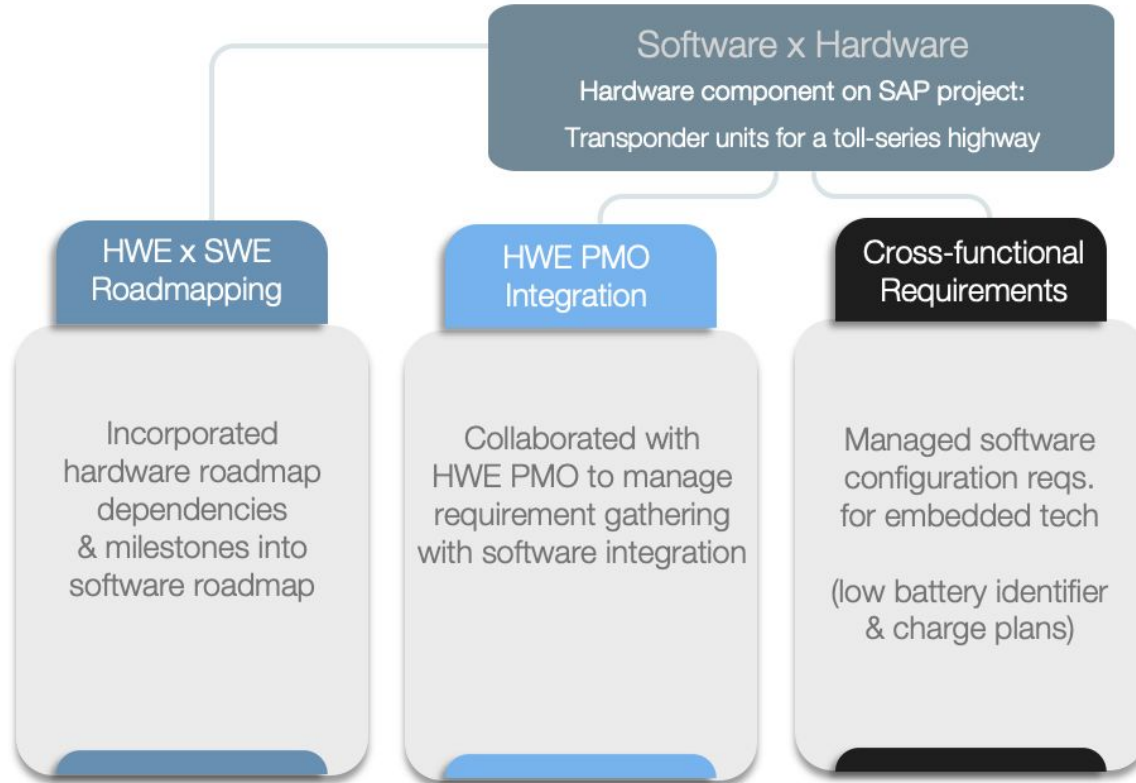 Software x Hardware
Hardware component on SAP project:
Transponder units for a toll-series highway
HWE x SWE
Roadmapping
Incorporated
hardware roadmap
dependencies
& milestones into
software roadmap
HWE PMO
Integration
Collaborated with
HWE PMO to manage
requirement gathering
with software integration
Cross-functional
Requirements
Managed software
configuration reqs.
for embedded tech
(low battery identifier
& charge plans)